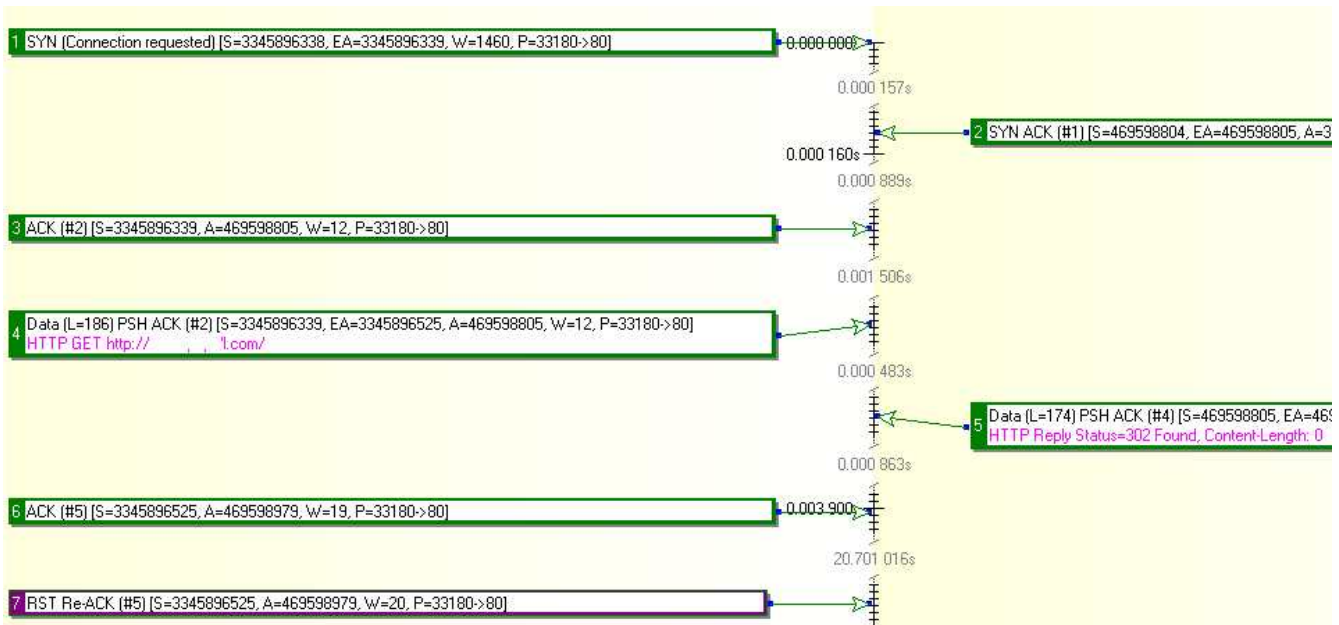 1 SYN (Connection requested) [S=3345896338, EA=3345896339, W=1460, P=33180->80]
0.000 000
0.000 157s
2 SYN ACK (#1) [S=469598804, EA=469598805, A=3
0.000 160s
0.000 889s
3 ACK (#2) [S=3345896339, A=469598805, W=12, P=33180->80]
0.001 506s
4 Data (L=186) PSH ACK (#2) [S=3345896339, EA=3345896525, A=469598805, W=12, P=33180->80]
HTTP GET http:// l.com/
0.000 483s
5 Data (L=174) PSH ACK (#4) [S=469598805, EA=469
HTTP Reply Status=302 Found, Content-Length: 0
0.000 863s
6 ACK (#5) [S=3345896525, A=469598979, W=19, P=33180->80]
0.003 900
20.701 016s
7 RST Re-ACK (#5) [S=3345896525, A=469598979, W=20, P=33180->80]